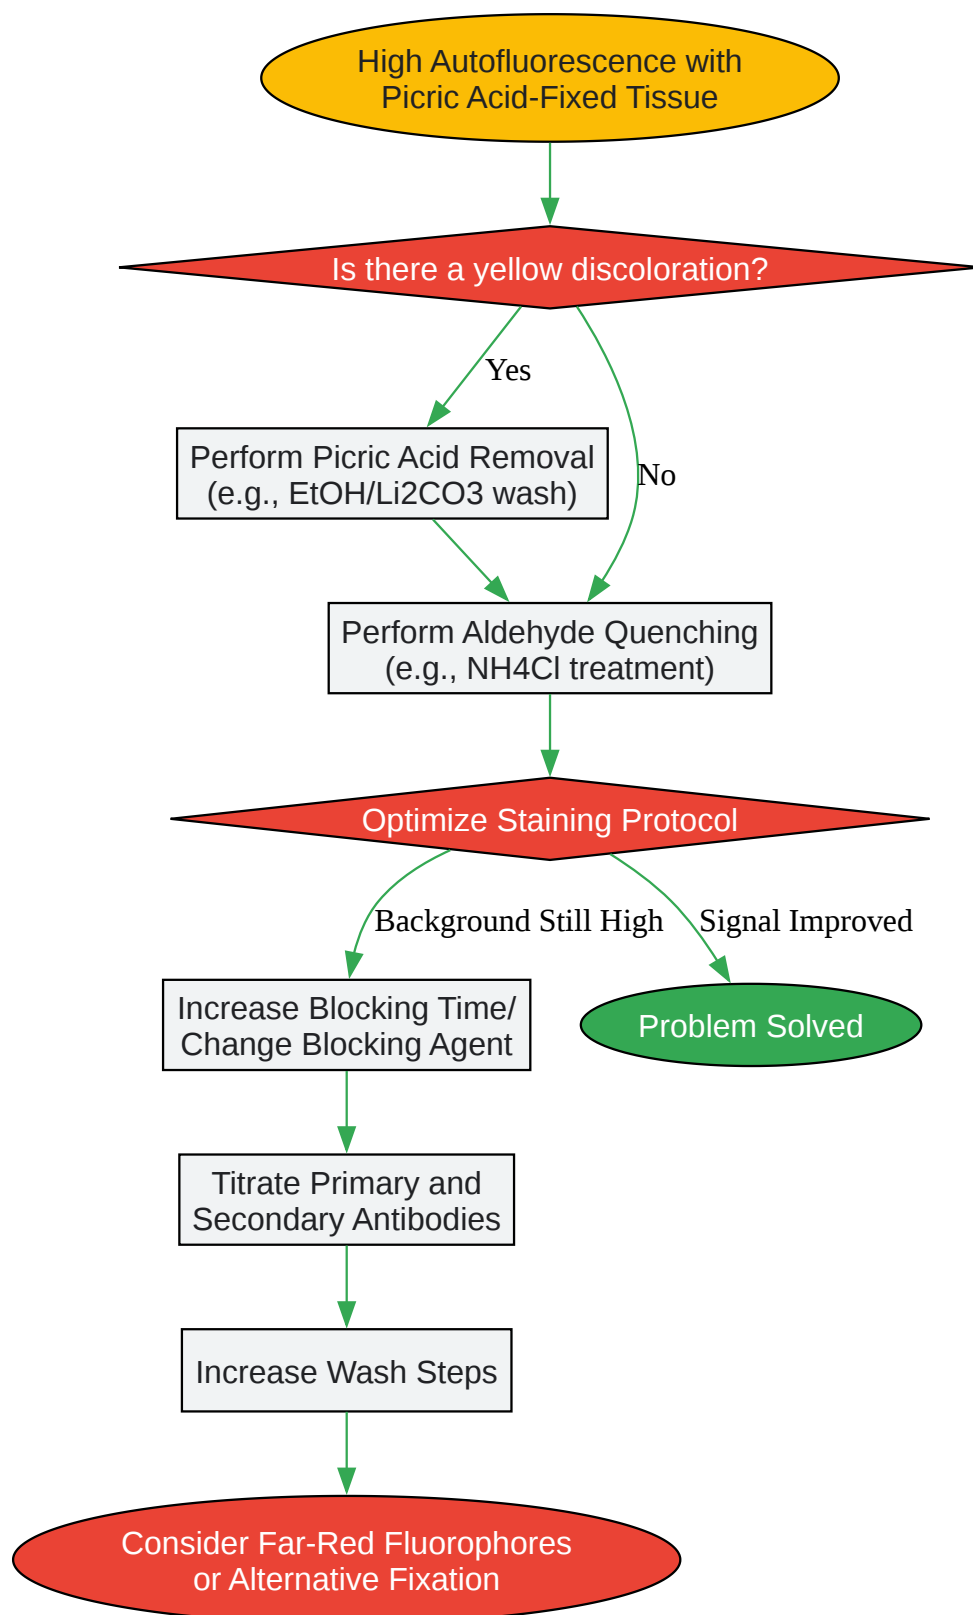 High Autofluorescence with
Picric Acid-Fixed Tissue
Is there a yellow discoloration?
Yes
Perform Picric Acid Removal
(e.g., EtOH/Li2CO3 wash)
No
Perform Aldehyde Quenching
(e.g., NH4Cl treatment)
Optimize Staining Protocol
Background Still High
Signal Improved
Increase Blocking Time/
Change Blocking Agent
Problem Solved
Titrate Primary and
Secondary Antibodies
Increase Wash Steps
Consider Far-Red Fluorophores
or Alternative Fixation